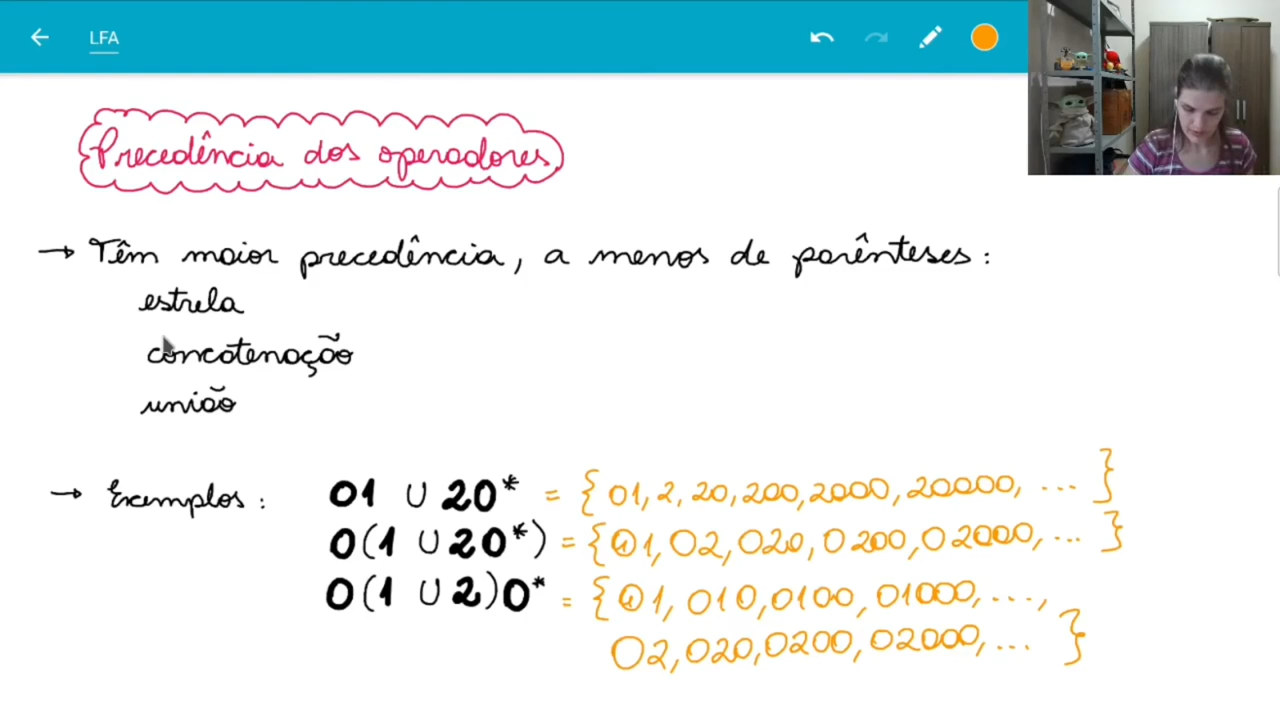 LFA
Precedência dos operadores
→ Têm maior precedência, a menos de parênteses:
estrela
concatenação
união
→ Exemplos: 01 ∪ 20* = {01, 2, 20, 200, 2000, 20000, ... }
0(1 ∪ 20*) = {01, 02, 020, 0200, 02000, ... }
0(1 ∪ 2)0* = {01, 010, 0100, 01000, ...,
02, 020, 0200, 02000, ... }